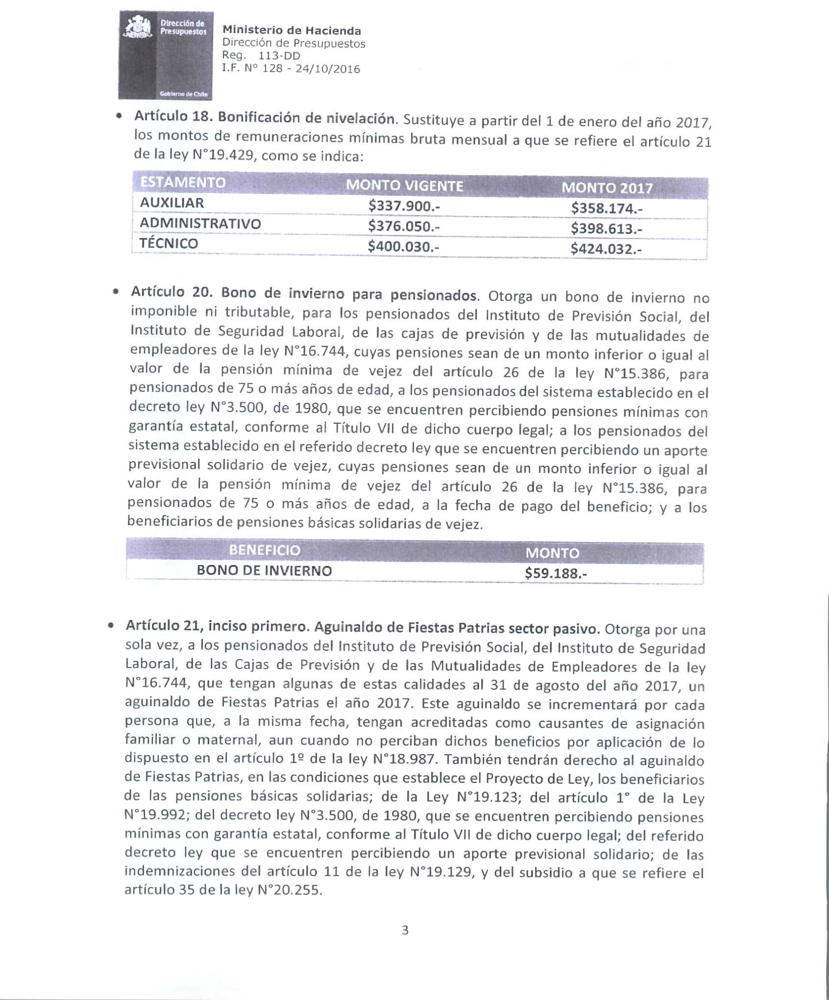 Dirección de
Presupuestos
Gobierno de Chile
Ministerio de Hacienda
Dirección de Presupuestos
Reg. 113-DD
I.F. Nº 128 - 24/10/2016
• Artículo 18. Bonificación de nivelación. Sustituye a partir del 1 de enero del año 2017,
los montos de remuneraciones mínimas bruta mensual a que se refiere el artículo 21
de la ley N°19.429, como se indica:
ESTAMENTO MONTO VIGENTE MONTO 2017
AUXILIAR $337.900.- $358.174.-
ADMINISTRATIVO $376.050.- $398.613.-
TÉCNICO $400.030.- $424.032.-
• Artículo 20. Bono de invierno para pensionados. Otorga un bono de invierno no
imponible ni tributable, para los pensionados del Instituto de Previsión Social, del
Instituto de Seguridad Laboral, de las cajas de previsión y de las mutualidades de
empleadores de la ley N°16.744, cuyas pensiones sean de un monto inferior o igual al
valor de la pensión mínima de vejez del artículo 26 de la ley N°15.386, para
pensionados de 75 o más años de edad, a los pensionados del sistema establecido en el
decreto ley N°3.500, de 1980, que se encuentren percibiendo pensiones mínimas con
garantía estatal, conforme al Título VII de dicho cuerpo legal; a los pensionados del
sistema establecido en el referido decreto ley que se encuentren percibiendo un aporte
previsional solidario de vejez, cuyas pensiones sean de un monto inferior o igual al
valor de la pensión mínima de vejez del artículo 26 de la ley N°15.386, para
pensionados de 75 o más años de edad, a la fecha de pago del beneficio; y a los
beneficiarios de pensiones básicas solidarias de vejez.
BENEFICIO MONTO
BONO DE INVIERNO $59.188.-
• Artículo 21, inciso primero. Aguinaldo de Fiestas Patrias sector pasivo. Otorga por una
sola vez, a los pensionados del Instituto de Previsión Social, del Instituto de Seguridad
Laboral, de las Cajas de Previsión y de las Mutualidades de Empleadores de la ley
N°16.744, que tengan algunas de estas calidades al 31 de agosto del año 2017, un
aguinaldo de Fiestas Patrias el año 2017. Este aguinaldo se incrementará por cada
persona que, a la misma fecha, tengan acreditadas como causantes de asignación
familiar o maternal, aun cuando no perciban dichos beneficios por aplicación de lo
dispuesto en el artículo 1º de la ley N°18.987. También tendrán derecho al aguinaldo
de Fiestas Patrias, en las condiciones que establece el Proyecto de Ley, los beneficiarios
de las pensiones básicas solidarias; de la Ley N°19.123; del artículo 1° de la Ley
N°19.992; del decreto ley N°3.500, de 1980, que se encuentren percibiendo pensiones
mínimas con garantía estatal, conforme al Título VII de dicho cuerpo legal; del referido
decreto ley que se encuentren percibiendo un aporte previsional solidario; de las
indemnizaciones del artículo 11 de la ley N°19.129, y del subsidio a que se refiere el
artículo 35 de la ley N°20.255.
3